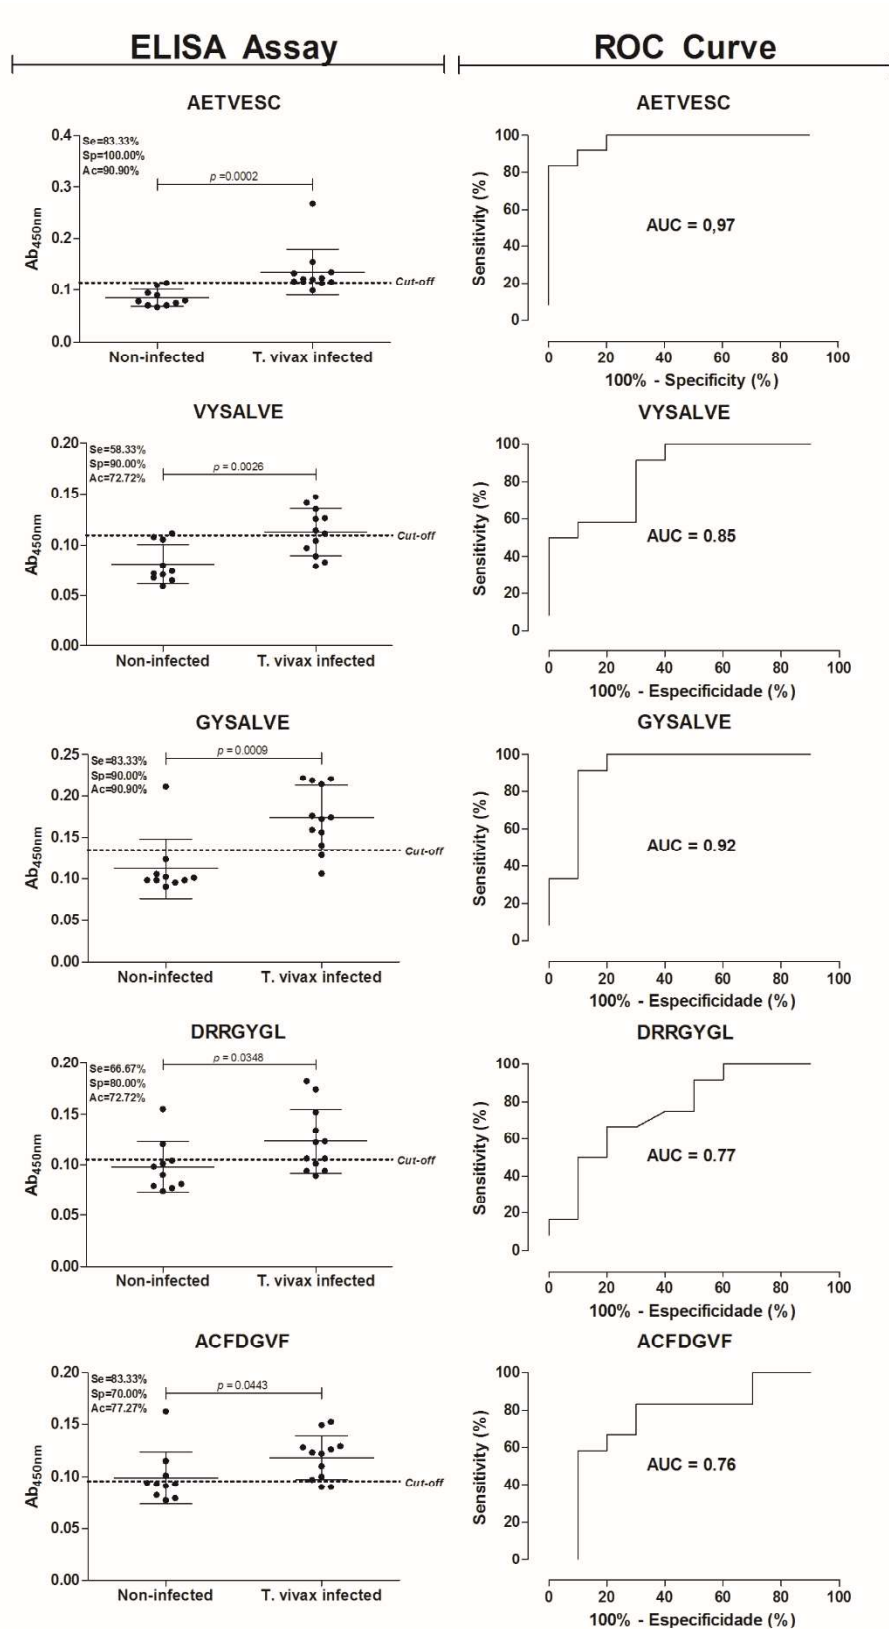 ELISA Assay
ROC Curve
AETVESC
0.4
0.3
0.2
0.1
0.0
Ab450nm
Se=83.33%
Sp=100.00%
Ac=90.90%
p =0.0002
Cut-off
Non-infected
T. vivax infected
AETVESC
100
80
60
40
20
0
Sensitivity (%)
AUC = 0,97
0 20 40 60 80 100
100% - Specificity (%)
VYSALVE
0.20
0.15
0.10
0.05
0.00
Ab450nm
Se=58.33%
Sp=90.00%
Ac=72.72%
p = 0.0026
Cut-off
Non-infected
T. vivax infected
VYSALVE
100
80
60
40
20
0
Sensitivity (%)
AUC = 0.85
0 20 40 60 80 100
100% - Especificidade (%)
GYSALVE
0.25
0.20
0.15
0.10
0.05
0.00
Ab450nm
Se=83.33%
Sp=90.00%
Ac=90.90%
p = 0.0009
Cut-off
Non-infected
T. vivax infected
GYSALVE
100
80
60
40
20
0
Sensitivity (%)
AUC = 0.92
0 20 40 60 80 100
100% - Especificidade (%)
DRRGYGL
0.20
0.15
0.10
0.05
0.00
Ab450nm
Se=66.67%
Sp=80.00%
Ac=72.72%
p = 0.0348
Cut-off
Non-infected
T. vivax infected
DRRGYGL
100
80
60
40
20
0
Sensitivity (%)
AUC = 0.77
0 20 40 60 80 100
100% - Especificidade (%)
ACFDGVF
0.20
0.15
0.10
0.05
0.00
Ab450nm
Se=83.33%
Sp=70.00%
Ac=77.27%
p = 0.0443
Cut-off
Non-infected
T. vivax infected
ACFDGVF
100
80
60
40
20
0
Sensitivity (%)
AUC = 0.76
0 20 40 60 80 100
100% - Especificidade (%)